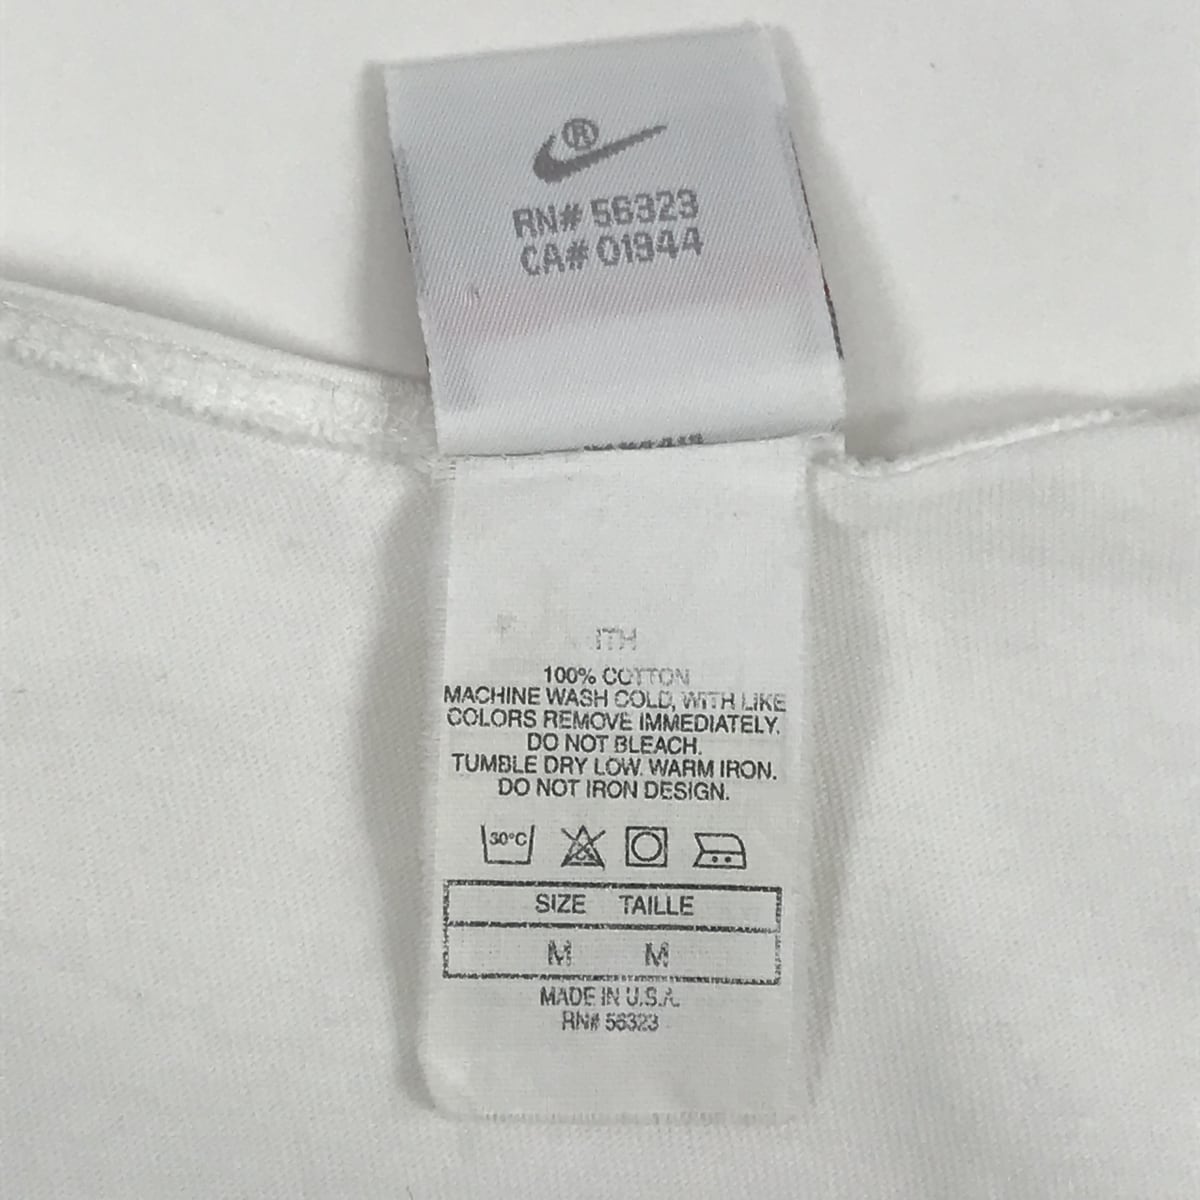 ®
RN# 56323
CA# 01944
100% COTTON
MACHINE WASH COLD, WITH LIKE
COLORS REMOVE IMMEDIATELY.
DO NOT BLEACH.
TUMBLE DRY LOW. WARM IRON.
DO NOT IRON DESIGN.
30°C
SIZE TAILLE
M M
MADE IN U.S.A.
RN# 56323